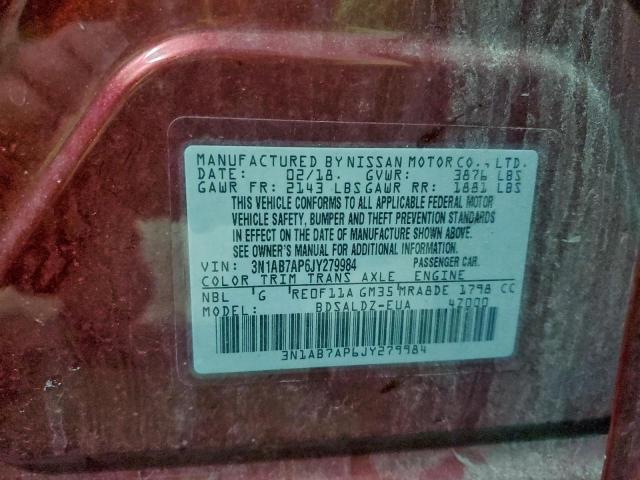 MANUFACTURED BY NISSAN MOTOR CO., LTD.
DATE: 02/18. GVWR: 3876 LBS
GAWR FR: 2143 LBS GAWR RR: 1881 LBS
THIS VEHICLE CONFORMS TO ALL APPLICABLE FEDERAL MOTOR
VEHICLE SAFETY, BUMPER AND THEFT PREVENTION STANDARDS
IN EFFECT ON THE DATE OF MANUFACTURE SHOWN ABOVE.
SEE OWNER'S MANUAL FOR ADDITIONAL INFORMATION.
VIN: 3N1AB7AP6JY279984 PASSENGER CAR.
COLOR TRIM TRANS AXLE ENGINE
NBL G RE0F11A GM35 MRA8DE 1798 CC
BDSALDZ-EUA 4Z000
3N1AB7AP6JY279984